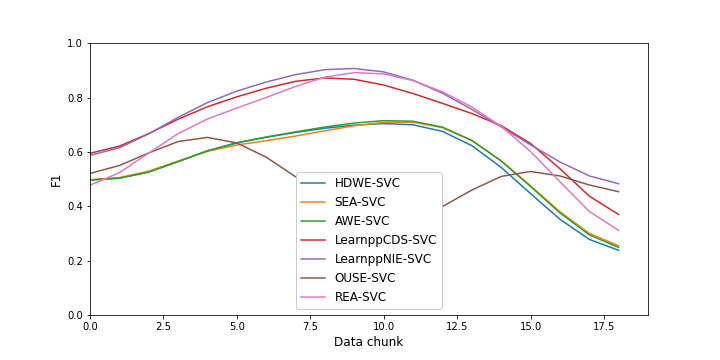 1.0
0.8
0.6
0.4
0.2
0.0
F1
0.0 2.5 5.0 7.5 10.0 12.5 15.0 17.5
Data chunk
HDWE-SVC
SEA-SVC
AWE-SVC
LearnppCDS-SVC
LearnppNIE-SVC
OUSE-SVC
REA-SVC